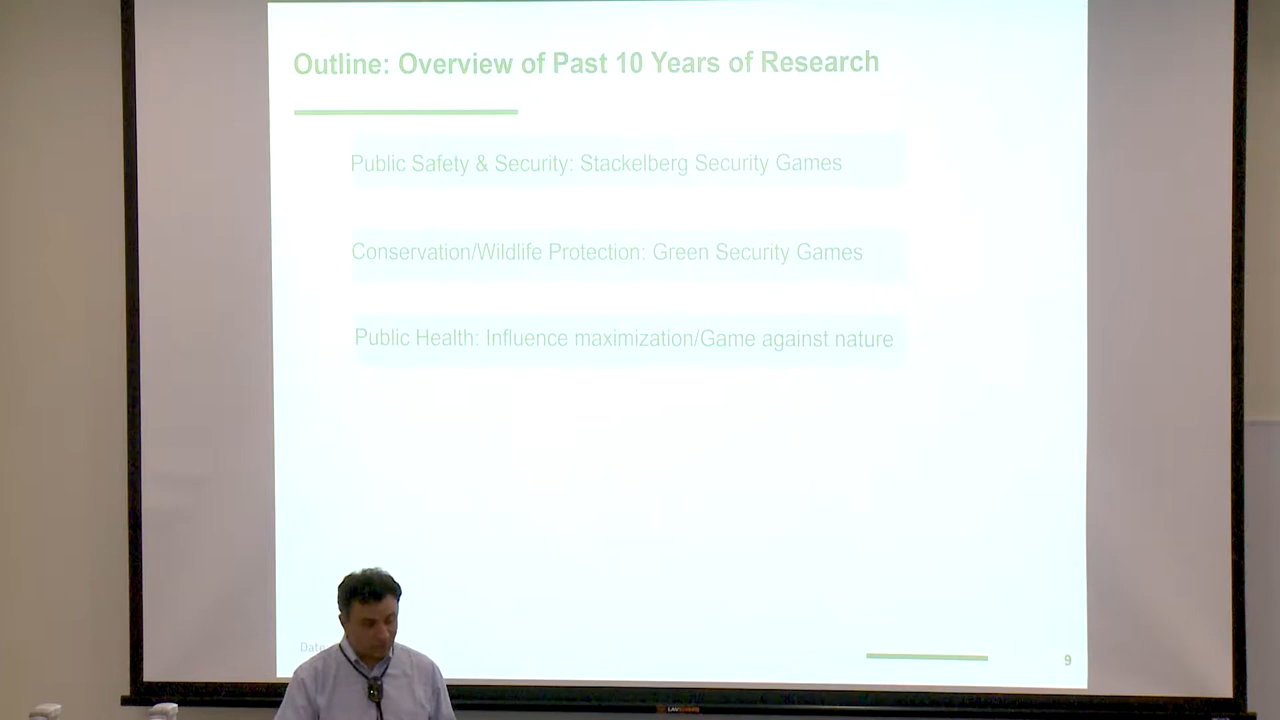 Outline: Overview of Past 10 Years of Research
Public Safety & Security: Stackelberg Security Games
Conservation/Wildlife Protection: Green Security Games
Public Health: Influence maximization/Game against nature
Date
9